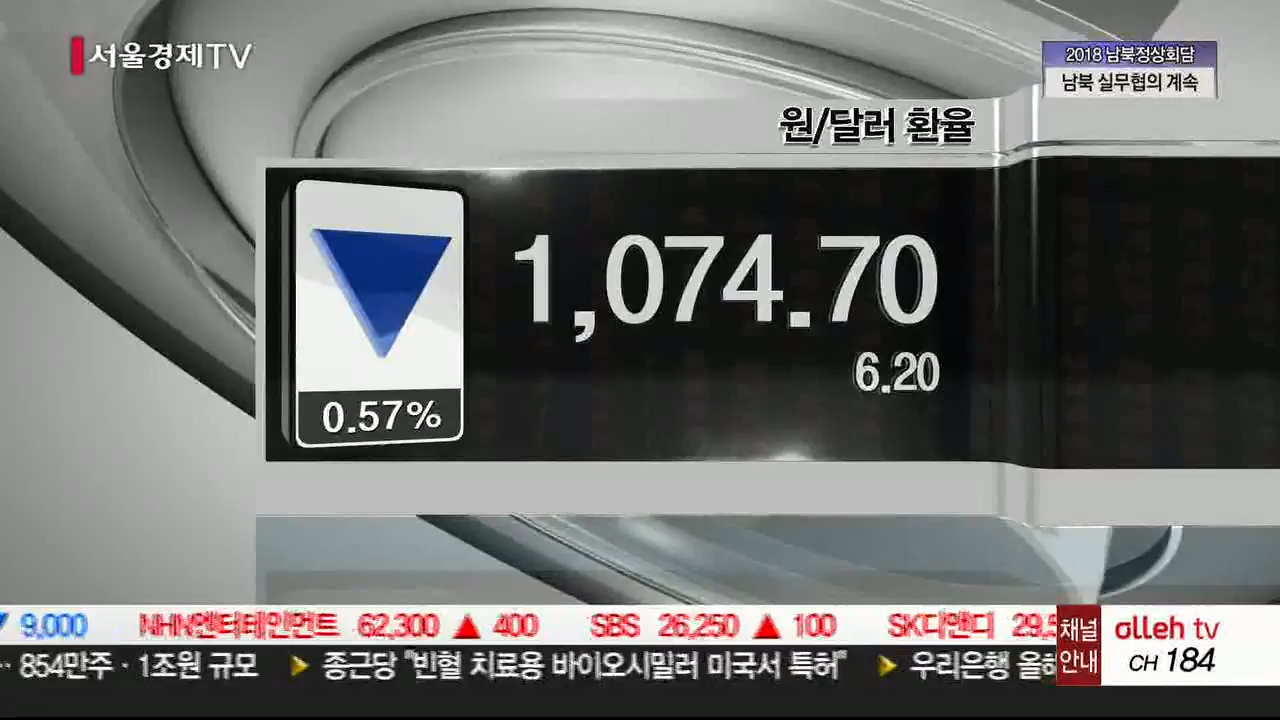 서울경제TV
2018 남북정상회담
남북 실무협의 계속
원/달러 환율
1,074.70
6.20
0.57%
▼ 9,000 NHN엔터테인먼트 62,300 ▲ 400 SBS 26,250 ▲ 100 SK디앤디 29,5
채널 안내
olleh tv
CH 184
… 854만주 · 1조원 규모 ▶ 종근당 "빈혈 치료용 바이오시밀러 미국서 특허" ▶ 우리은행 올해